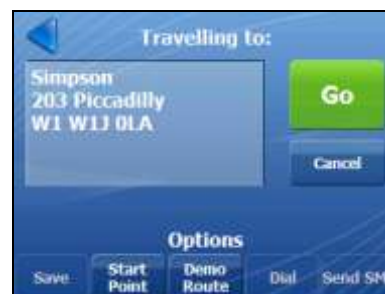 Travelling to:
Simpson
203 Piccadilly
W1 W1J 0LA
Go
Cancel
Options
Save
Start Point
Demo Route
Dial
Send SM